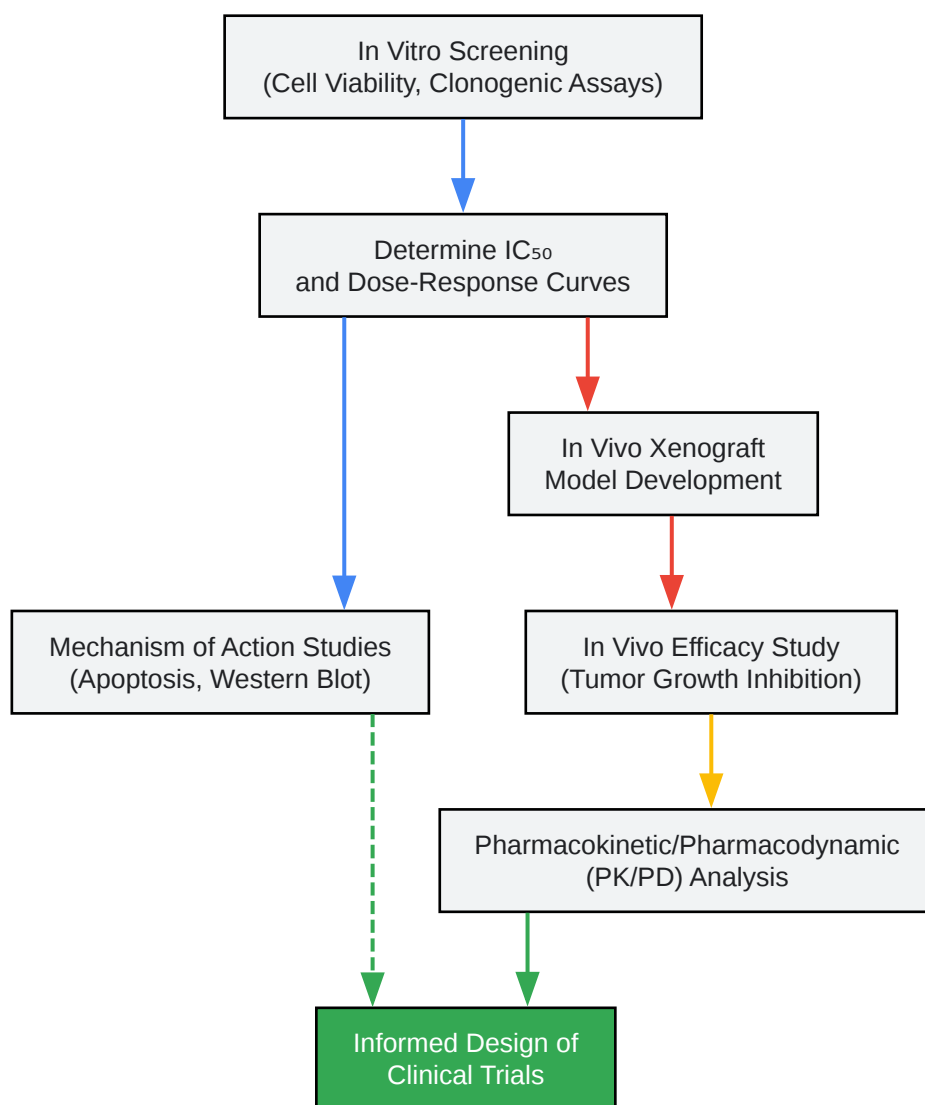 In Vitro Screening
(Cell Viability, Clonogenic Assays)
Determine IC₅₀
and Dose-Response Curves
In Vivo Xenograft
Model Development
Mechanism of Action Studies
(Apoptosis, Western Blot)
In Vivo Efficacy Study
(Tumor Growth Inhibition)
Pharmacokinetic/Pharmacodynamic
(PK/PD) Analysis
Informed Design of
Clinical Trials